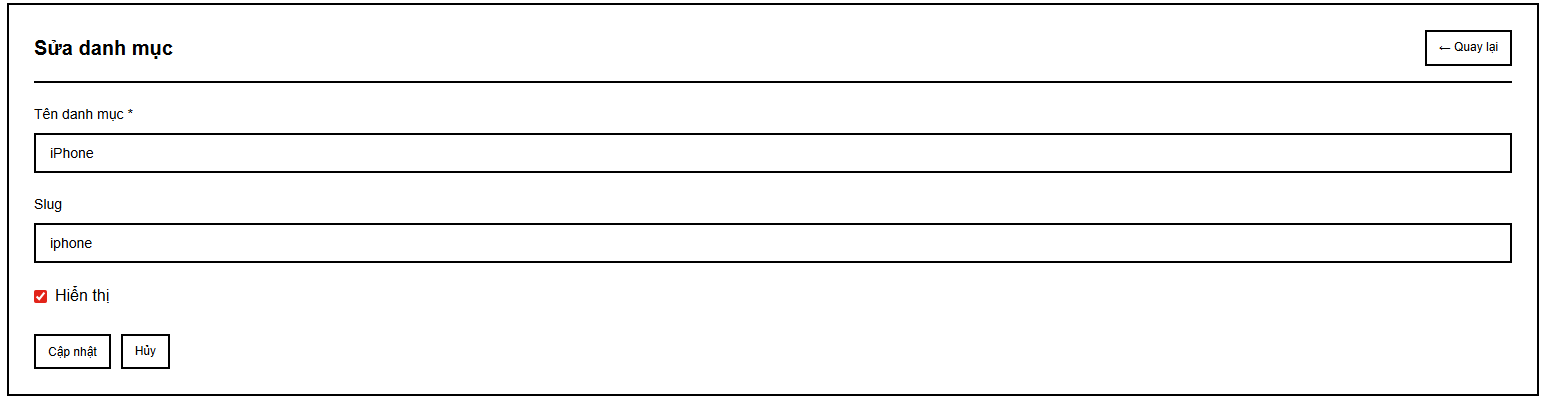 Sửa danh mục
← Quay lại
Tên danh mục *
iPhone
Slug
iphone
Hiển thị
Cập nhật
Hủy